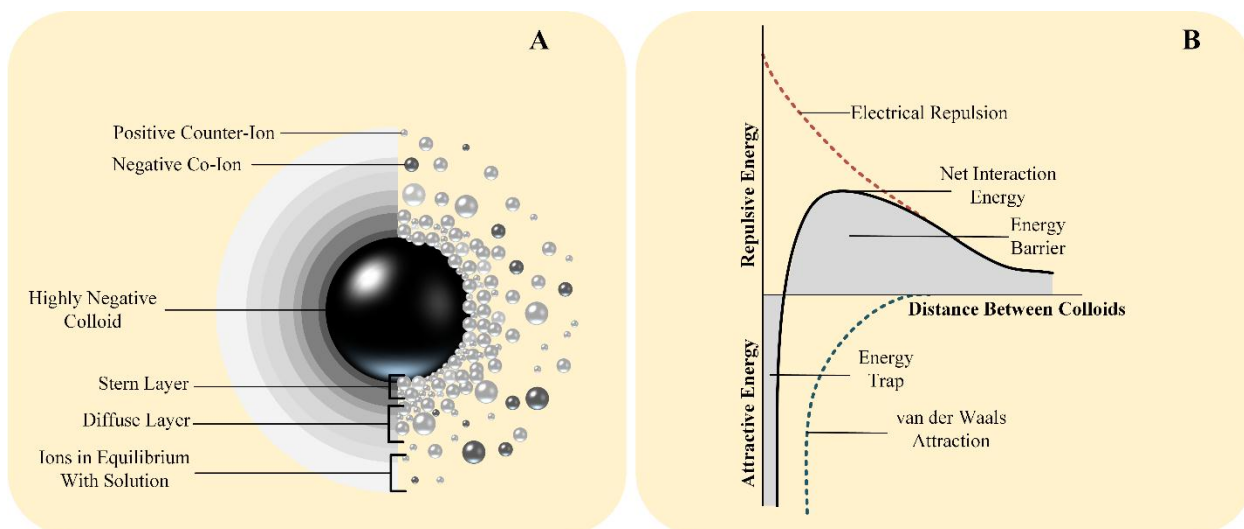 A
Positive Counter-Ion
Negative Co-Ion
Highly Negative
Colloid
Stern Layer
Diffuse Layer
Ions in Equilibrium
With Solution
B
Repulsive Energy
Attractive Energy
Electrical Repulsion
Net Interaction
Energy
Energy
Barrier
Distance Between Colloids
Energy
Trap
van der Waals
Attraction